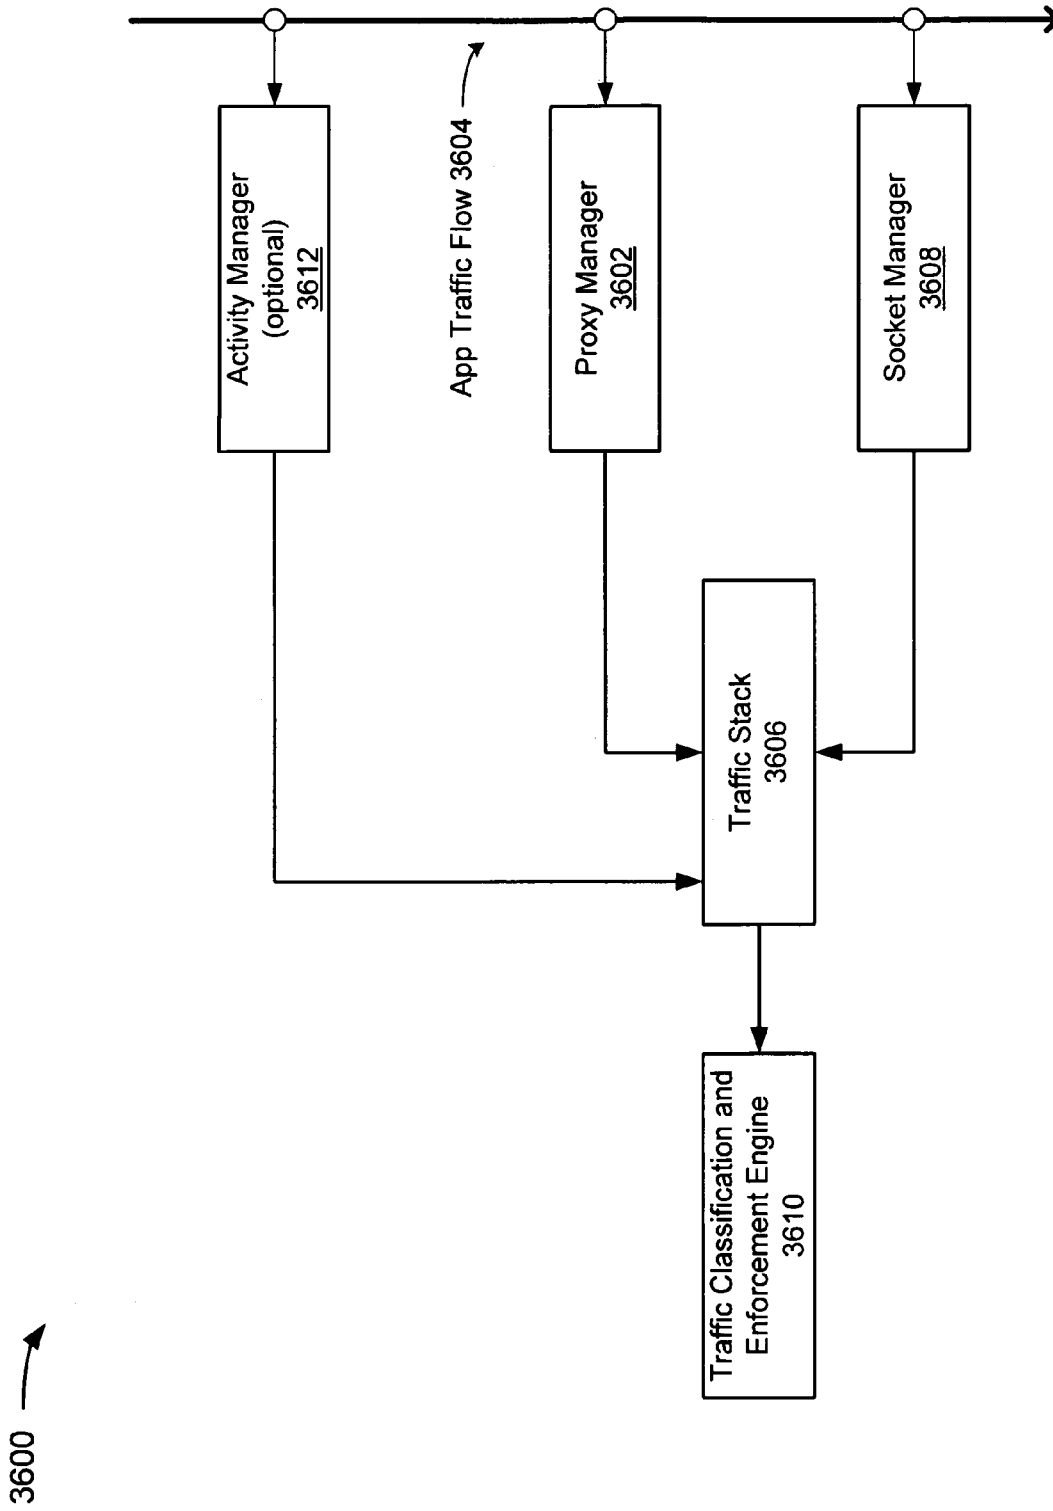 3600
Traffic Classification and
Enforcement Engine
3610
Traffic Stack
3606
Activity Manager
(optional)
3612
App Traffic Flow 3604
Proxy Manager
3602
Socket Manager
3608